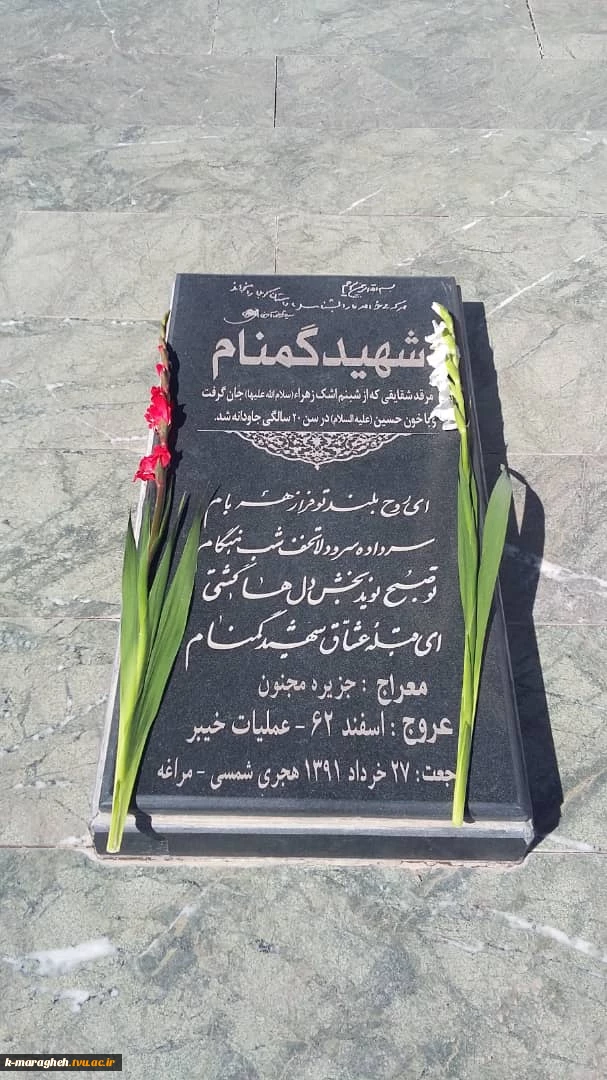 بسم الله الرحمن الرحیم
شهید گمنام
مرقد شقایقی که از شبنم اشک زهراء (سلام الله علیها) جان گرفت
و با خون حسین (علیه السلام) در سن ۲۰ سالگی جاودانه شد.
ای روح بلند تو فراز هر بام
سر داده سرود لاتخف شب هنگام
تو صبح نوید بخش دل ها گشتی
ای قبله عشاق شهید گمنام
معراج : جزیره مجنون
عروج : اسفند ۶۲ - عملیات خیبر
جعت : ۲۷ خرداد ۱۳۹۱ هجری شمسی - مراغه
k-maragheh.tvu.ac.ir